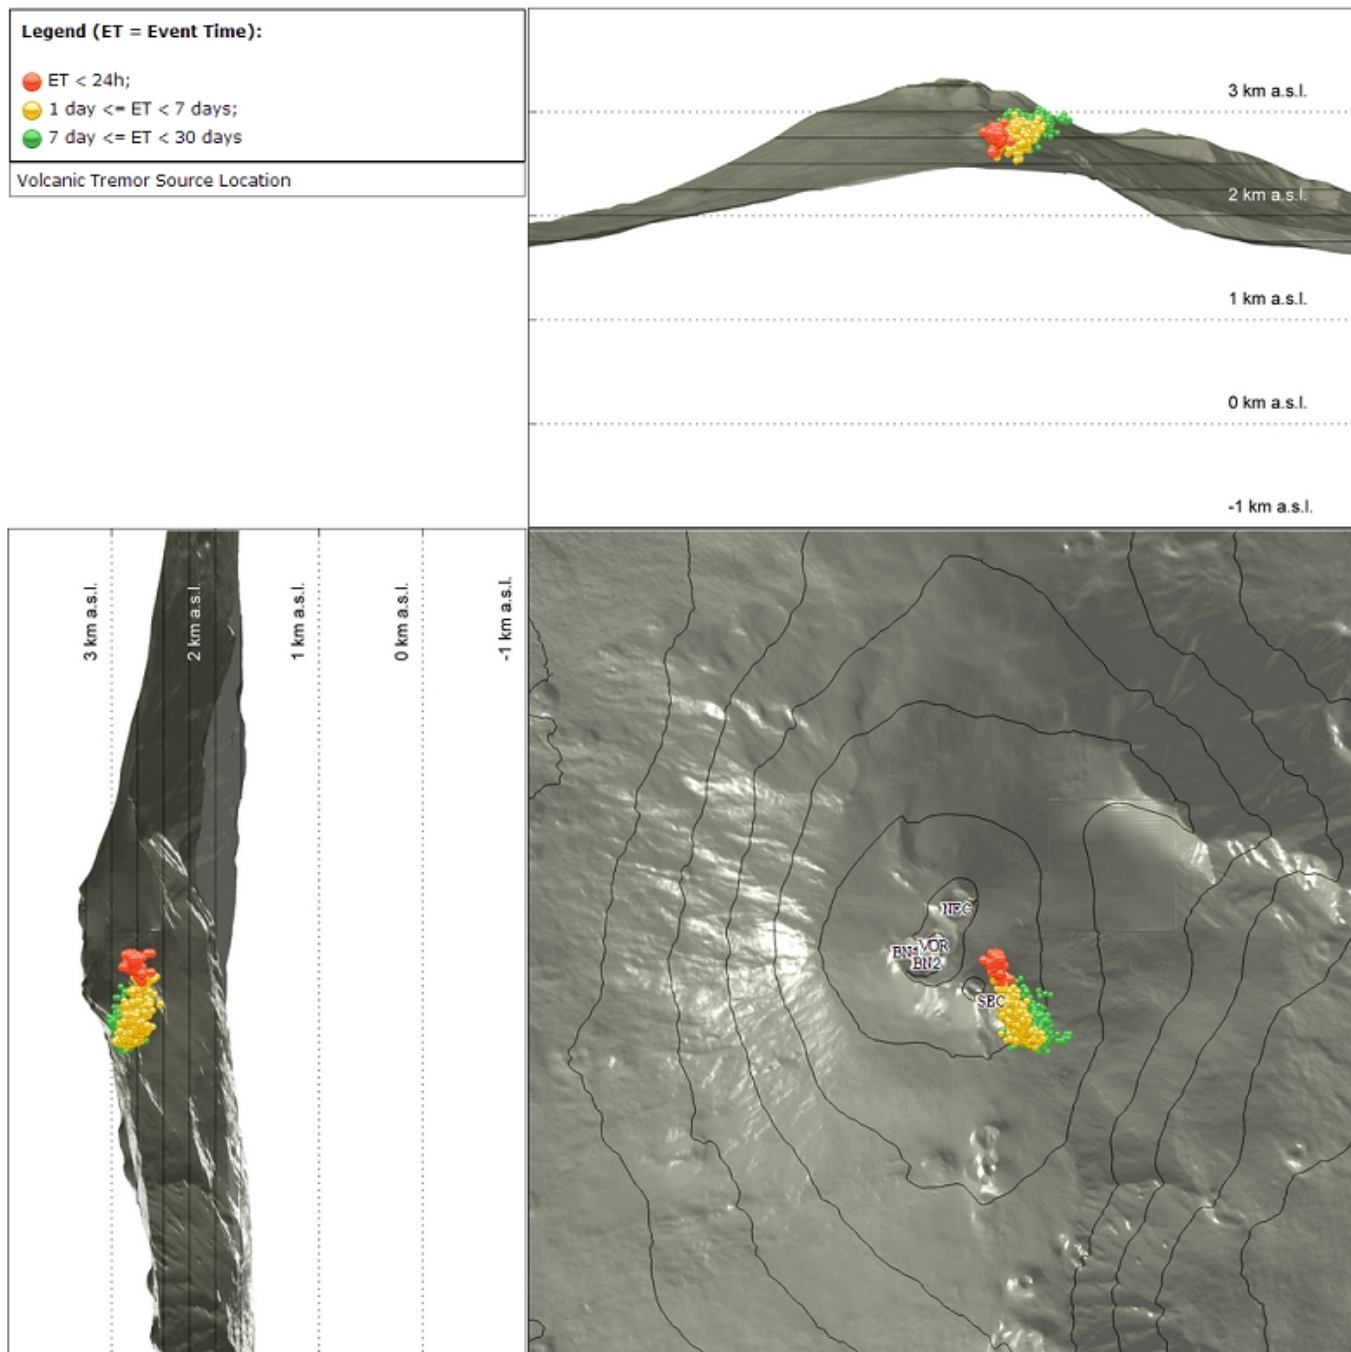 Legend (ET = Event Time):
ET < 24h;
1 day <= ET < 7 days;
7 day <= ET < 30 days
Volcanic Tremor Source Location
3 km a.s.l.
2 km a.s.l.
1 km a.s.l.
0 km a.s.l.
-1 km a.s.l.
3 km a.s.l.
2 km a.s.l.
1 km a.s.l.
0 km a.s.l.
-1 km a.s.l.
NEC
BN1 VOR
BN2
SEC